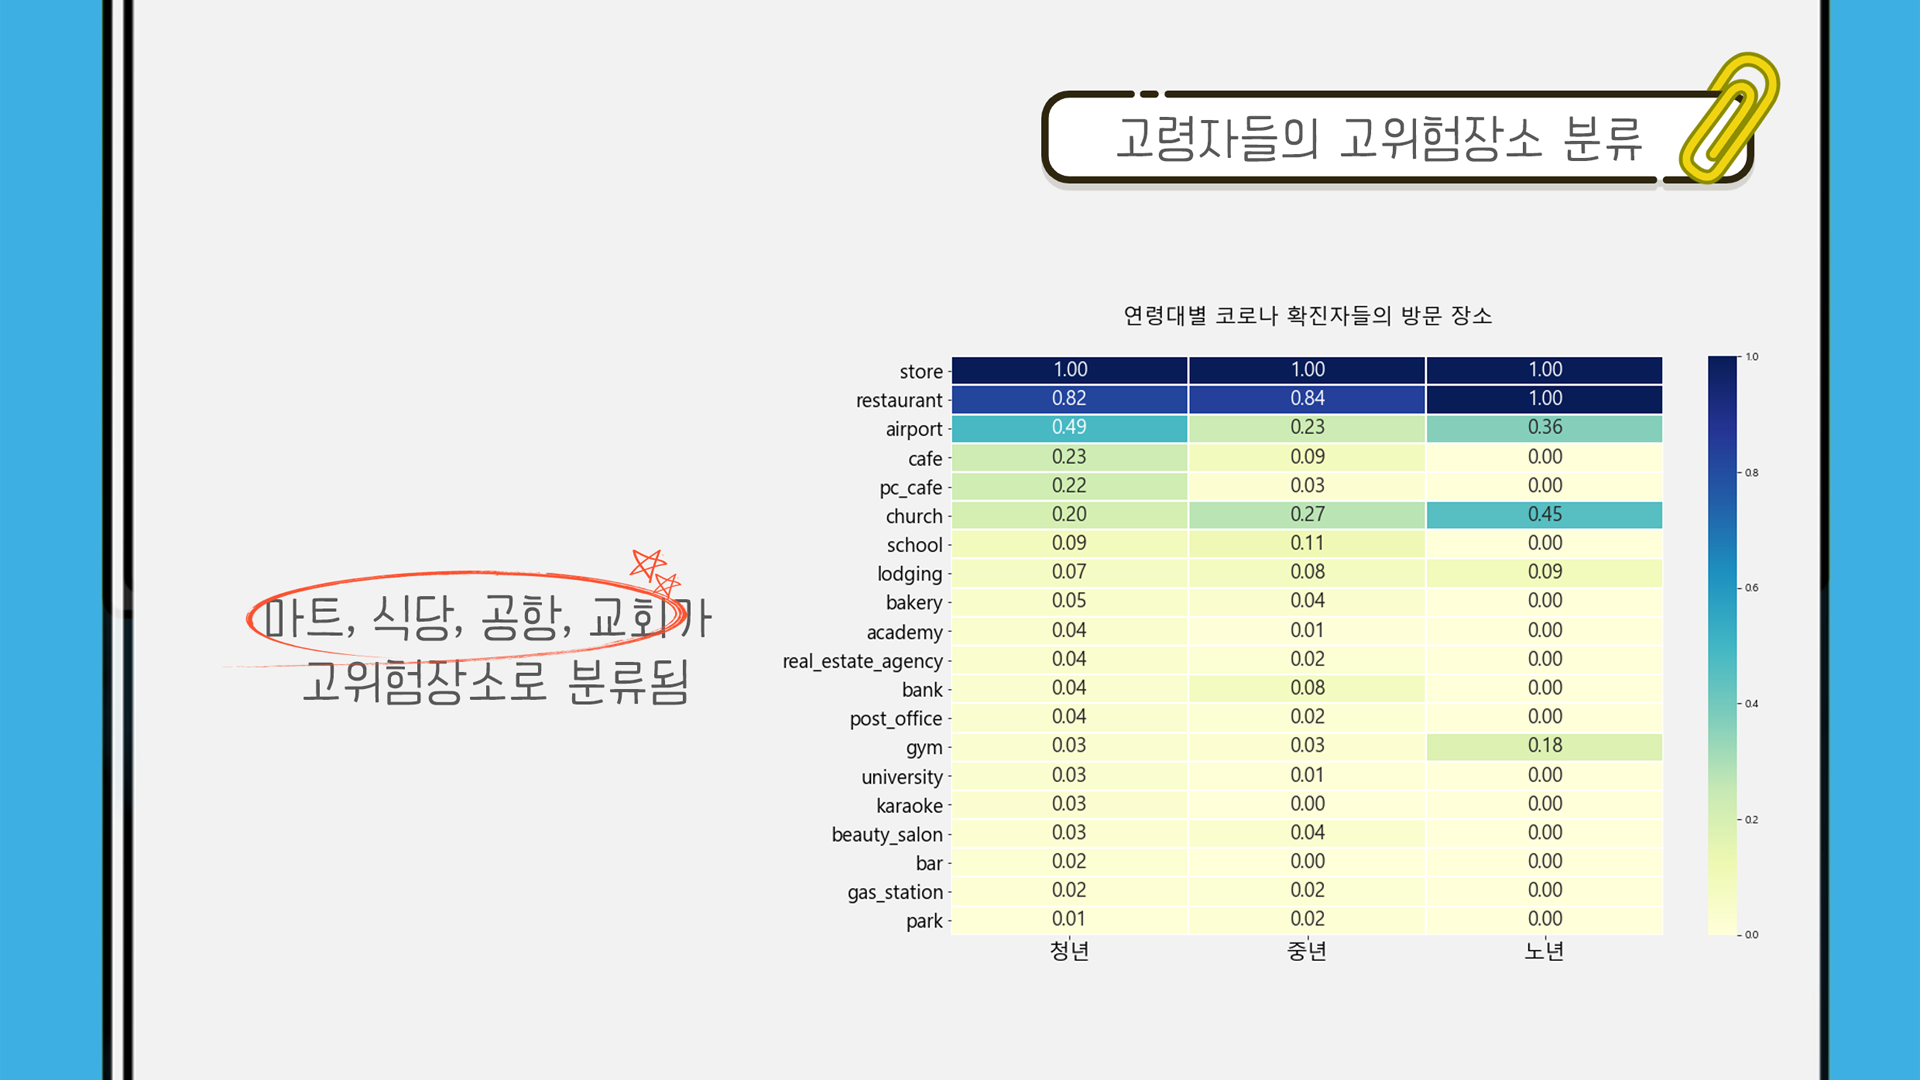 고령자들의 고위험장소 분류
마트, 식당, 공항, 교회가
고위험장소로 분류됨
연령대별 코로나 확진자들의 방문 장소
store 1.00 1.00 1.00
restaurant 0.82 0.84 1.00
airport 0.49 0.23 0.36
cafe 0.23 0.09 0.00
pc_cafe 0.22 0.03 0.00
church 0.20 0.27 0.45
school 0.09 0.11 0.00
lodging 0.07 0.08 0.09
bakery 0.05 0.04 0.00
academy 0.04 0.01 0.00
real_estate_agency 0.04 0.02 0.00
bank 0.04 0.08 0.00
post_office 0.04 0.02 0.00
gym 0.03 0.03 0.18
university 0.03 0.01 0.00
karaoke 0.03 0.00 0.00
beauty_salon 0.03 0.04 0.00
bar 0.02 0.00 0.00
gas_station 0.02 0.02 0.00
park 0.01 0.02 0.00
청년 중년 노년
1.0
0.8
0.6
0.4
0.2
0.0